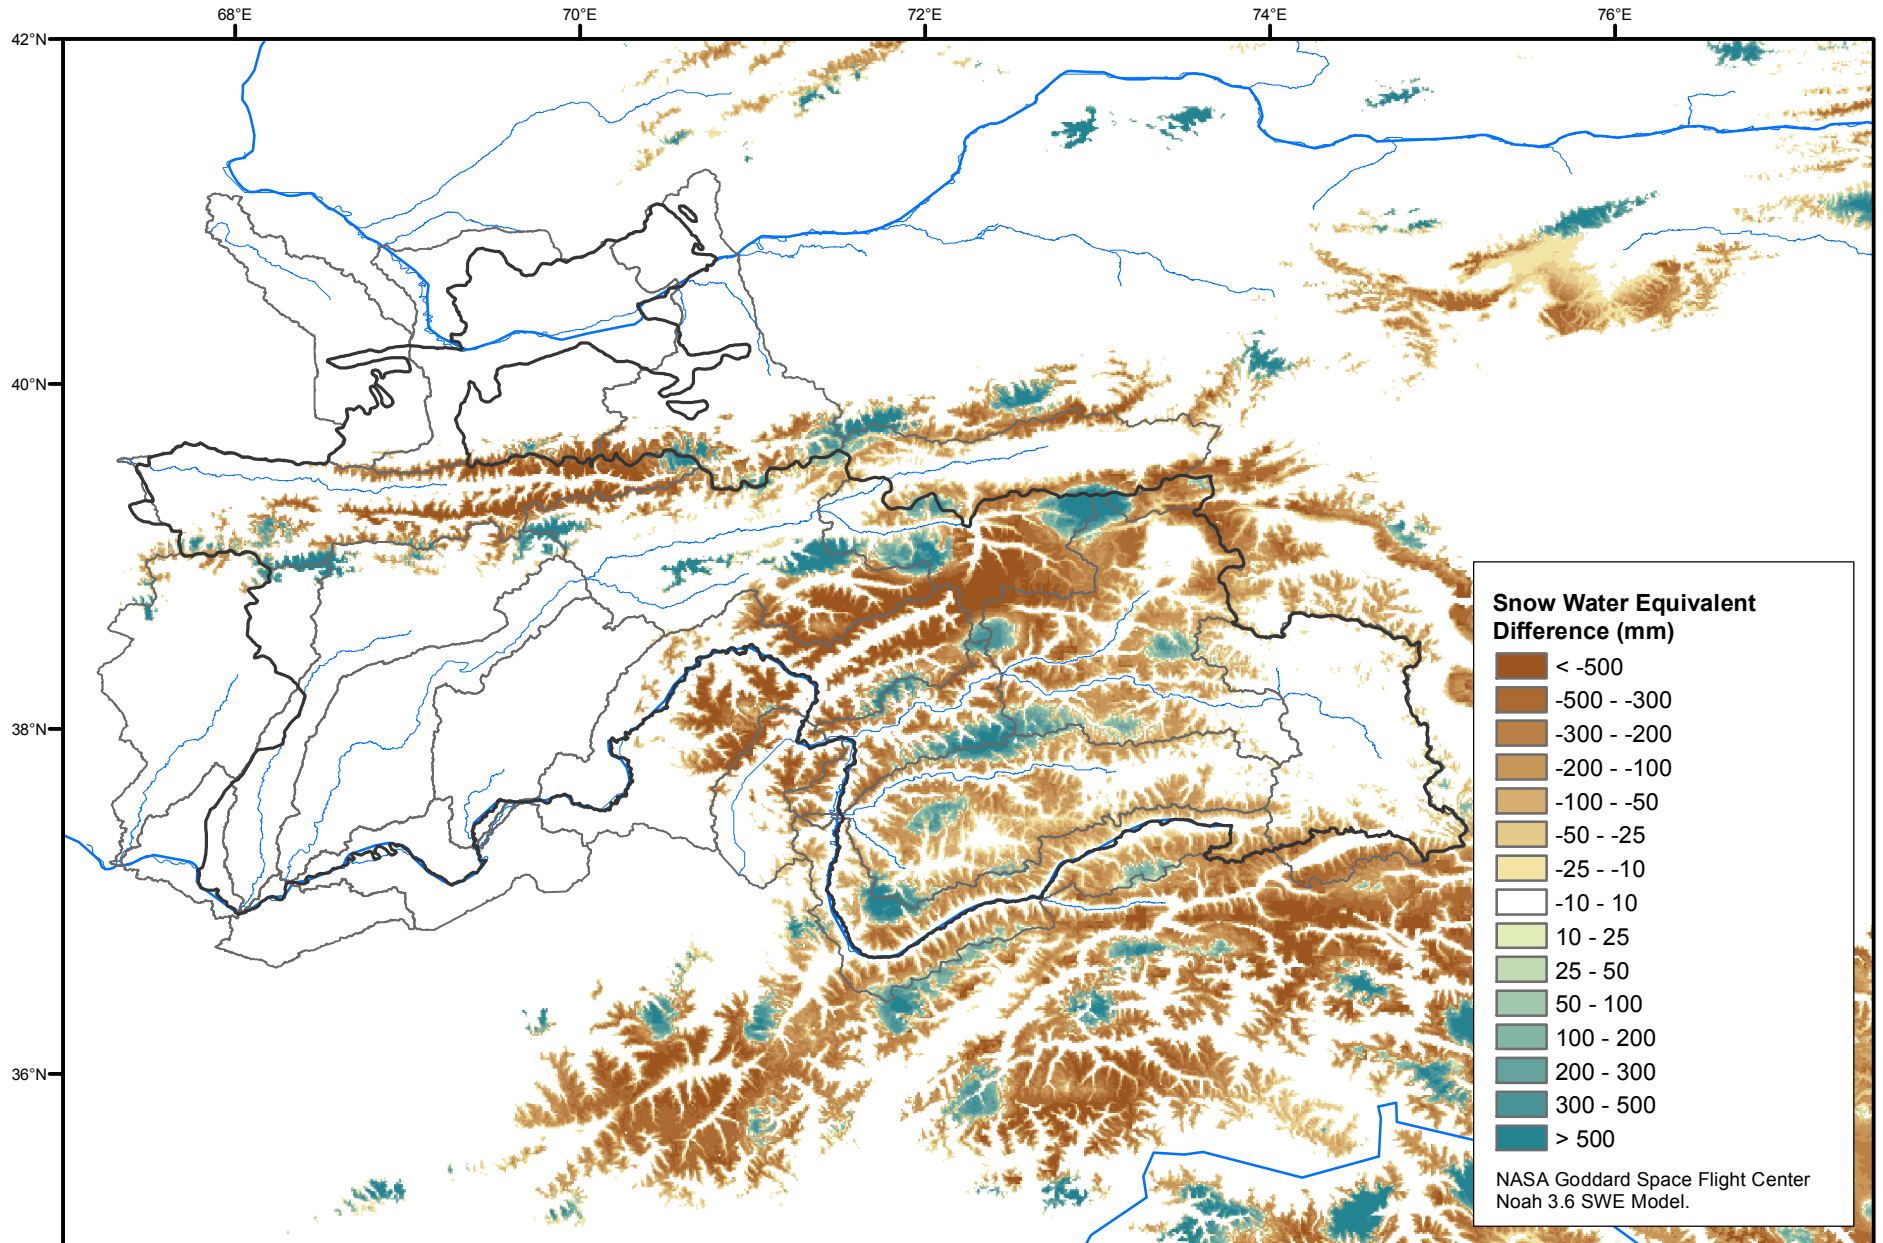 68°E
70°E
72°E
74°E
76°E
42°N
40°N
38°N
36°N
Snow Water Equivalent
Difference (mm)
< -500
-500 - -300
-300 - -200
-200 - -100
-100 - -50
-50 - -25
-25 - -10
-10 - 10
10 - 25
25 - 50
50 - 100
100 - 200
200 - 300
300 - 500
> 500
NASA Goddard Space Flight Center
Noah 3.6 SWE Model.